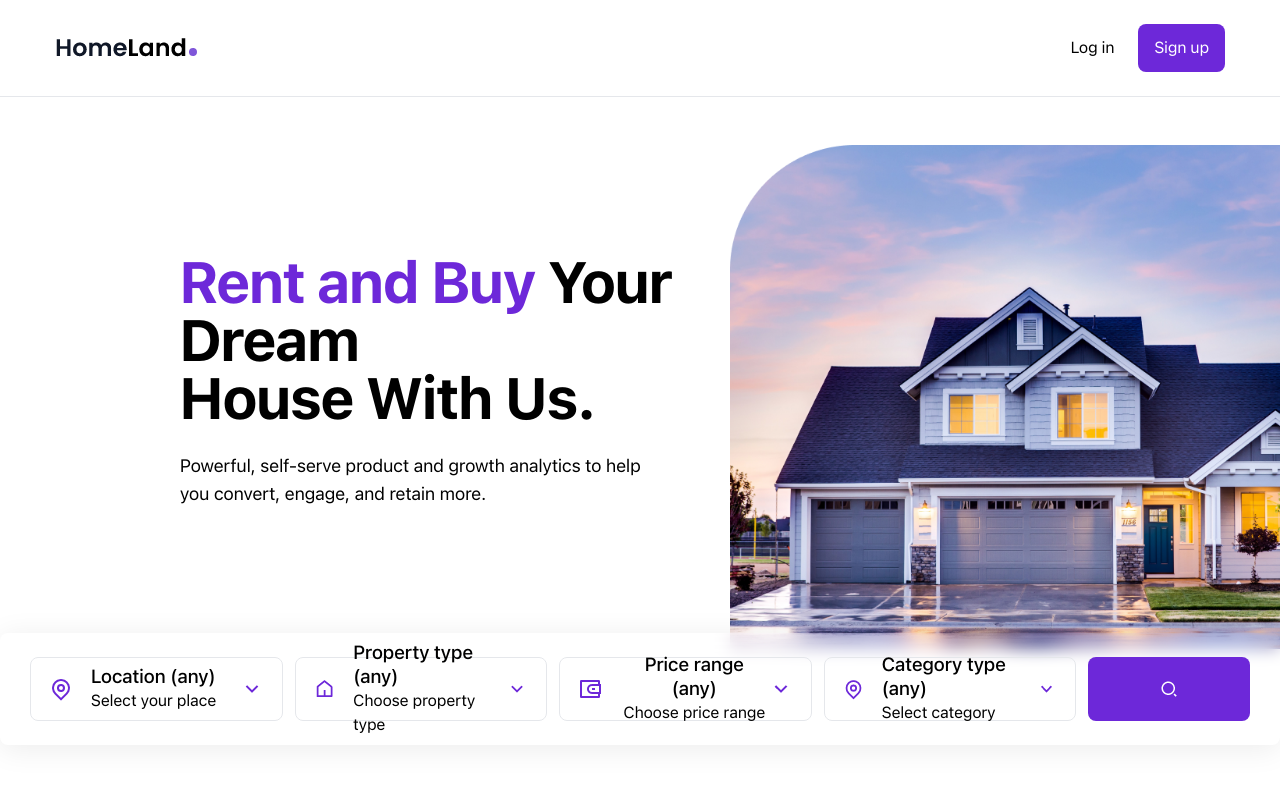 HomeLand.
Log in
Sign up
Rent and Buy Your
Dream
House With Us.
Powerful, self-serve product and growth analytics to help
you convert, engage, and retain more.
Location (any)
Select your place
Property type
(any)
Choose property
type
Price range
(any)
Choose price range
Category type
(any)
Select category